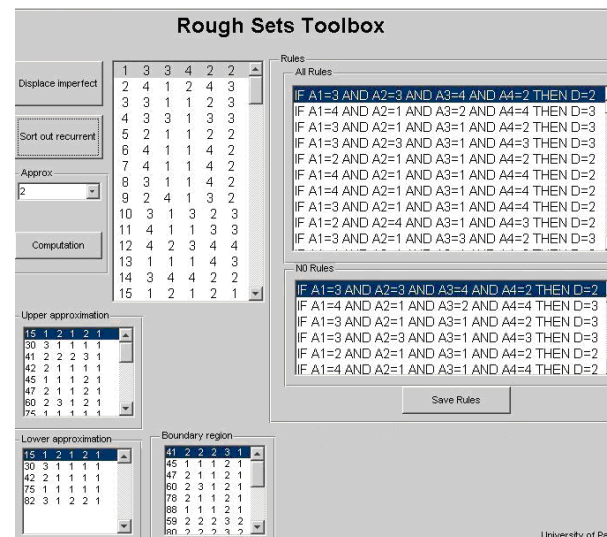 Rough Sets Toolbox
Displace imperfect
Sort out recurrent
Approx
2
Computation
1 3 3 4 2 2
2 4 1 2 4 3
3 3 1 1 2 3
4 3 3 1 3 3
5 2 1 1 2 2
6 4 1 1 4 2
7 4 1 1 4 2
8 3 1 1 4 2
9 2 4 1 3 2
10 3 1 3 2 3
11 4 1 1 3 3
12 4 2 3 4 4
13 1 1 1 4 3
14 3 4 4 2 2
15 1 2 1 2 1
Rules
All Rules
IF A1=3 AND A2=3 AND A3=4 AND A4=2 THEN D=2
IF A1=4 AND A2=1 AND A3=2 AND A4=4 THEN D=3
IF A1=3 AND A2=1 AND A3=1 AND A4=2 THEN D=3
IF A1=3 AND A2=3 AND A3=1 AND A4=3 THEN D=3
IF A1=2 AND A2=1 AND A3=1 AND A4=2 THEN D=2
IF A1=4 AND A2=1 AND A3=1 AND A4=4 THEN D=2
IF A1=4 AND A2=1 AND A3=1 AND A4=4 THEN D=2
IF A1=3 AND A2=1 AND A3=1 AND A4=4 THEN D=2
IF A1=2 AND A2=4 AND A3=1 AND A4=3 THEN D=2
IF A1=3 AND A2=1 AND A3=3 AND A4=2 THEN D=3
N0 Rules
IF A1=3 AND A2=3 AND A3=4 AND A4=2 THEN D=2
IF A1=4 AND A2=1 AND A3=2 AND A4=4 THEN D=3
IF A1=3 AND A2=1 AND A3=1 AND A4=2 THEN D=3
IF A1=3 AND A2=3 AND A3=1 AND A4=3 THEN D=3
IF A1=2 AND A2=1 AND A3=1 AND A4=2 THEN D=2
IF A1=4 AND A2=1 AND A3=1 AND A4=4 THEN D=2
Save Rules
Upper approximation
15 1 2 1 2 1
30 3 1 1 1 1
41 2 2 2 3 1
42 2 1 1 1 1
45 1 1 1 2 1
47 2 1 1 2 1
60 2 3 1 2 1
75 1 1 1 1 1
Lower approximation
15 1 2 1 2 1
30 3 1 1 1 1
42 2 1 1 1 1
75 1 1 1 1 1
82 3 1 2 2 1
Boundary region
41 2 2 2 3 1
45 1 1 1 2 1
47 2 1 1 2 1
60 2 3 1 2 1
78 2 1 1 2 1
88 1 1 1 2 1
59 2 2 2 3 2
80 2 2 2 3 2
University of Pa